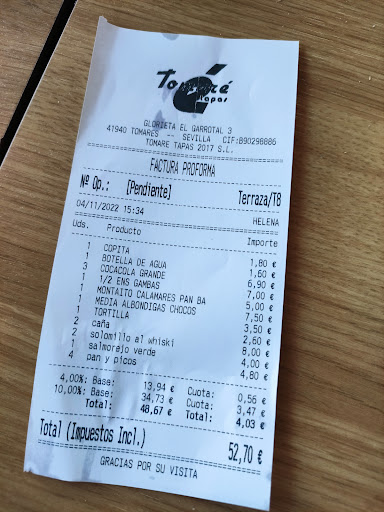 Tomaré
tapas
GLORIETA EL GARROTAL 3
41940 TOMARES -- SEVILLA CIF:B90298886
TOMARE TAPAS 2017 S.L.
FACTURA PROFORMA
Nº Op.: [Pendiente] Terraza/T8
04/11/2022 15:34 HELENA
Uds. Producto Importe
1 COPITA 1,80 €
1 BOTELLA DE AGUA 1,60 €
3 COCACOLA GRANDE 6,90 €
1 1/2 ENS GAMBAS 7,00 €
1 MONTAITO CALAMARES PAN BA 5,00 €
1 MEDIA ALBONDIGAS CHOCOS 7,50 €
1 TORTILLA 3,50 €
2 caña 2,60 €
2 solomillo al whiski 8,00 €
1 salmorejo verde 4,00 €
4 pan y picos 4,80 €
4,00%: Base: 13,94 € Cuota: 0,56 €
10,00%: Base: 34,73 € Cuota: 3,47 €
Total: 48,67 € Total: 4,03 €
Total (Impuestos Incl.) 52,70 €
GRACIAS POR SU VISITA